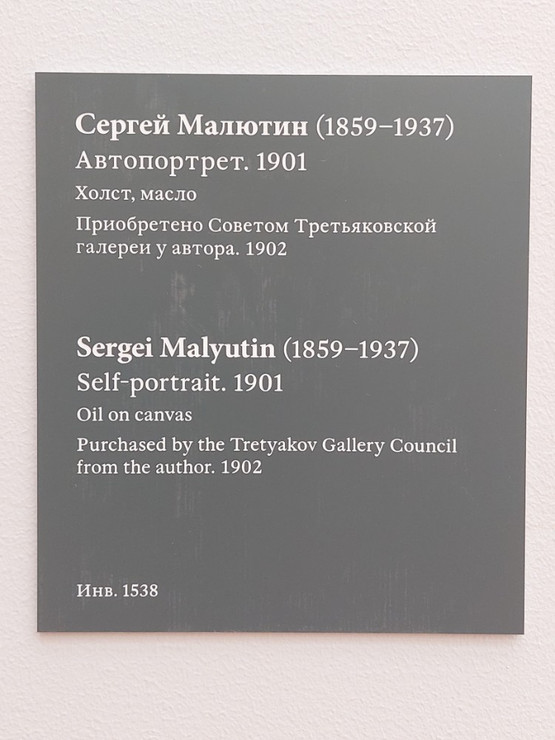 Сергей Малютин (1859–1937)
Автопортрет. 1901
Холст, масло
Приобретено Советом Третьяковской
галереи у автора. 1902
Sergei Malyutin (1859–1937)
Self-portrait. 1901
Oil on canvas
Purchased by the Tretyakov Gallery Council
from the author. 1902
Инв. 1538